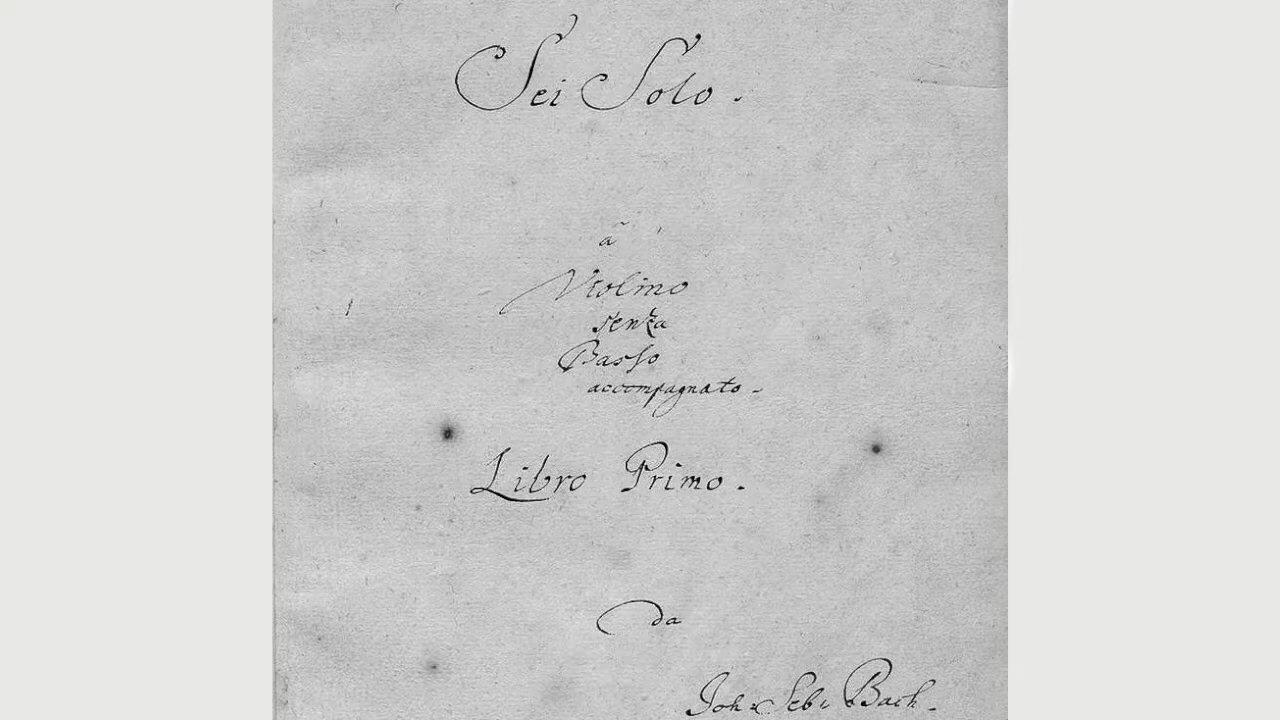 Sei Solo.
â
Violino
senza
Basso
accompagnato.
Libro Primo.
da
Joh: Seb: Bach.